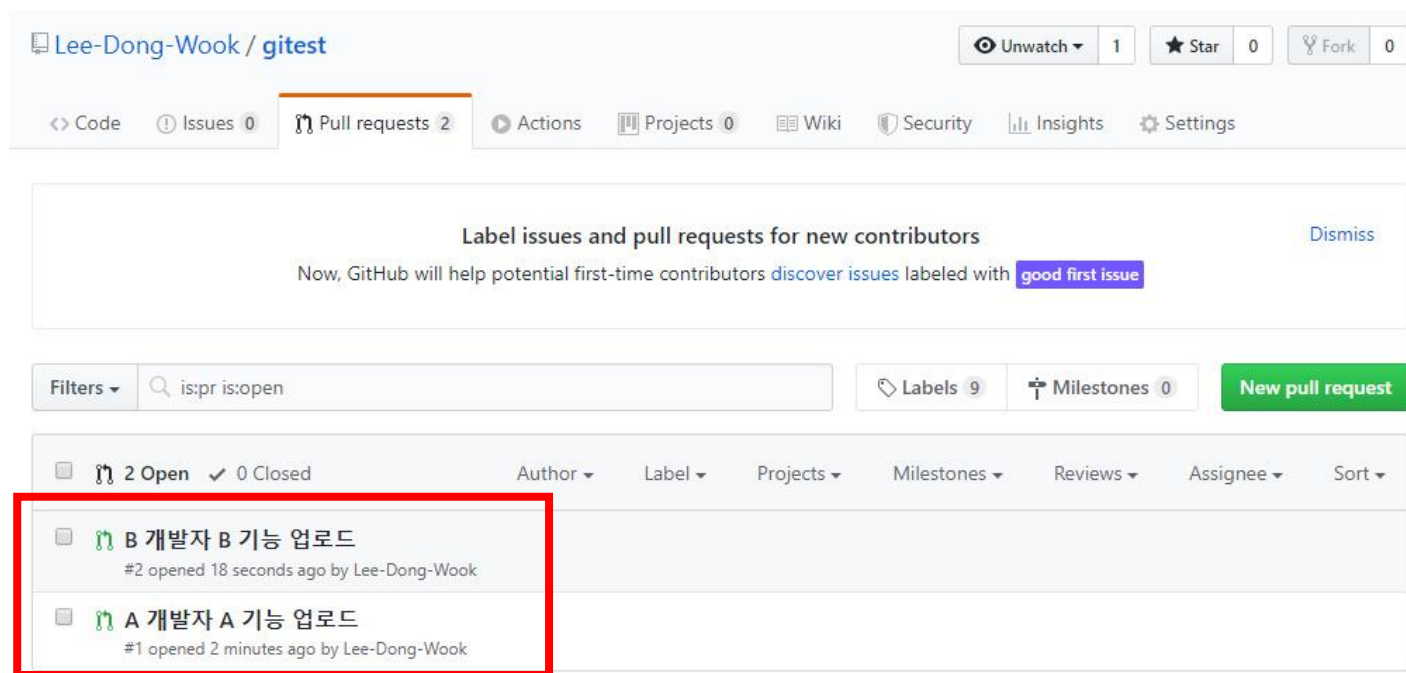 Lee-Dong-Wook / gitest
Unwatch 1 Star 0 Fork 0
Code Issues 0 Pull requests 2 Actions Projects 0 Wiki Security Insights Settings
Label issues and pull requests for new contributors
Dismiss
Now, GitHub will help potential first-time contributors discover issues labeled with good first issue
Filters is:pr is:open Labels 9 Milestones 0 New pull request
2 Open 0 Closed Author Label Projects Milestones Reviews Assignee Sort
B 개발자 B 기능 업로드
#2 opened 18 seconds ago by Lee-Dong-Wook
A 개발자 A 기능 업로드
#1 opened 2 minutes ago by Lee-Dong-Wook